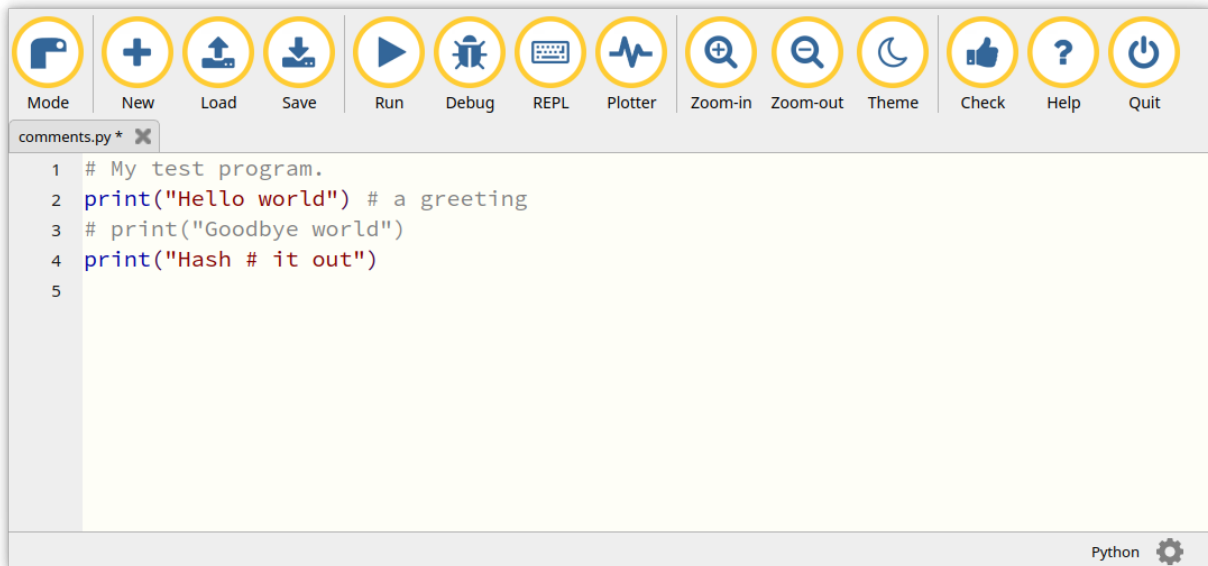 Mode New Load Save Run Debug REPL Plotter Zoom-in Zoom-out Theme Check Help Quit
comments.py *
1 # My test program.
2 print("Hello world") # a greeting
3 # print("Goodbye world")
4 print("Hash # it out")
5
Python